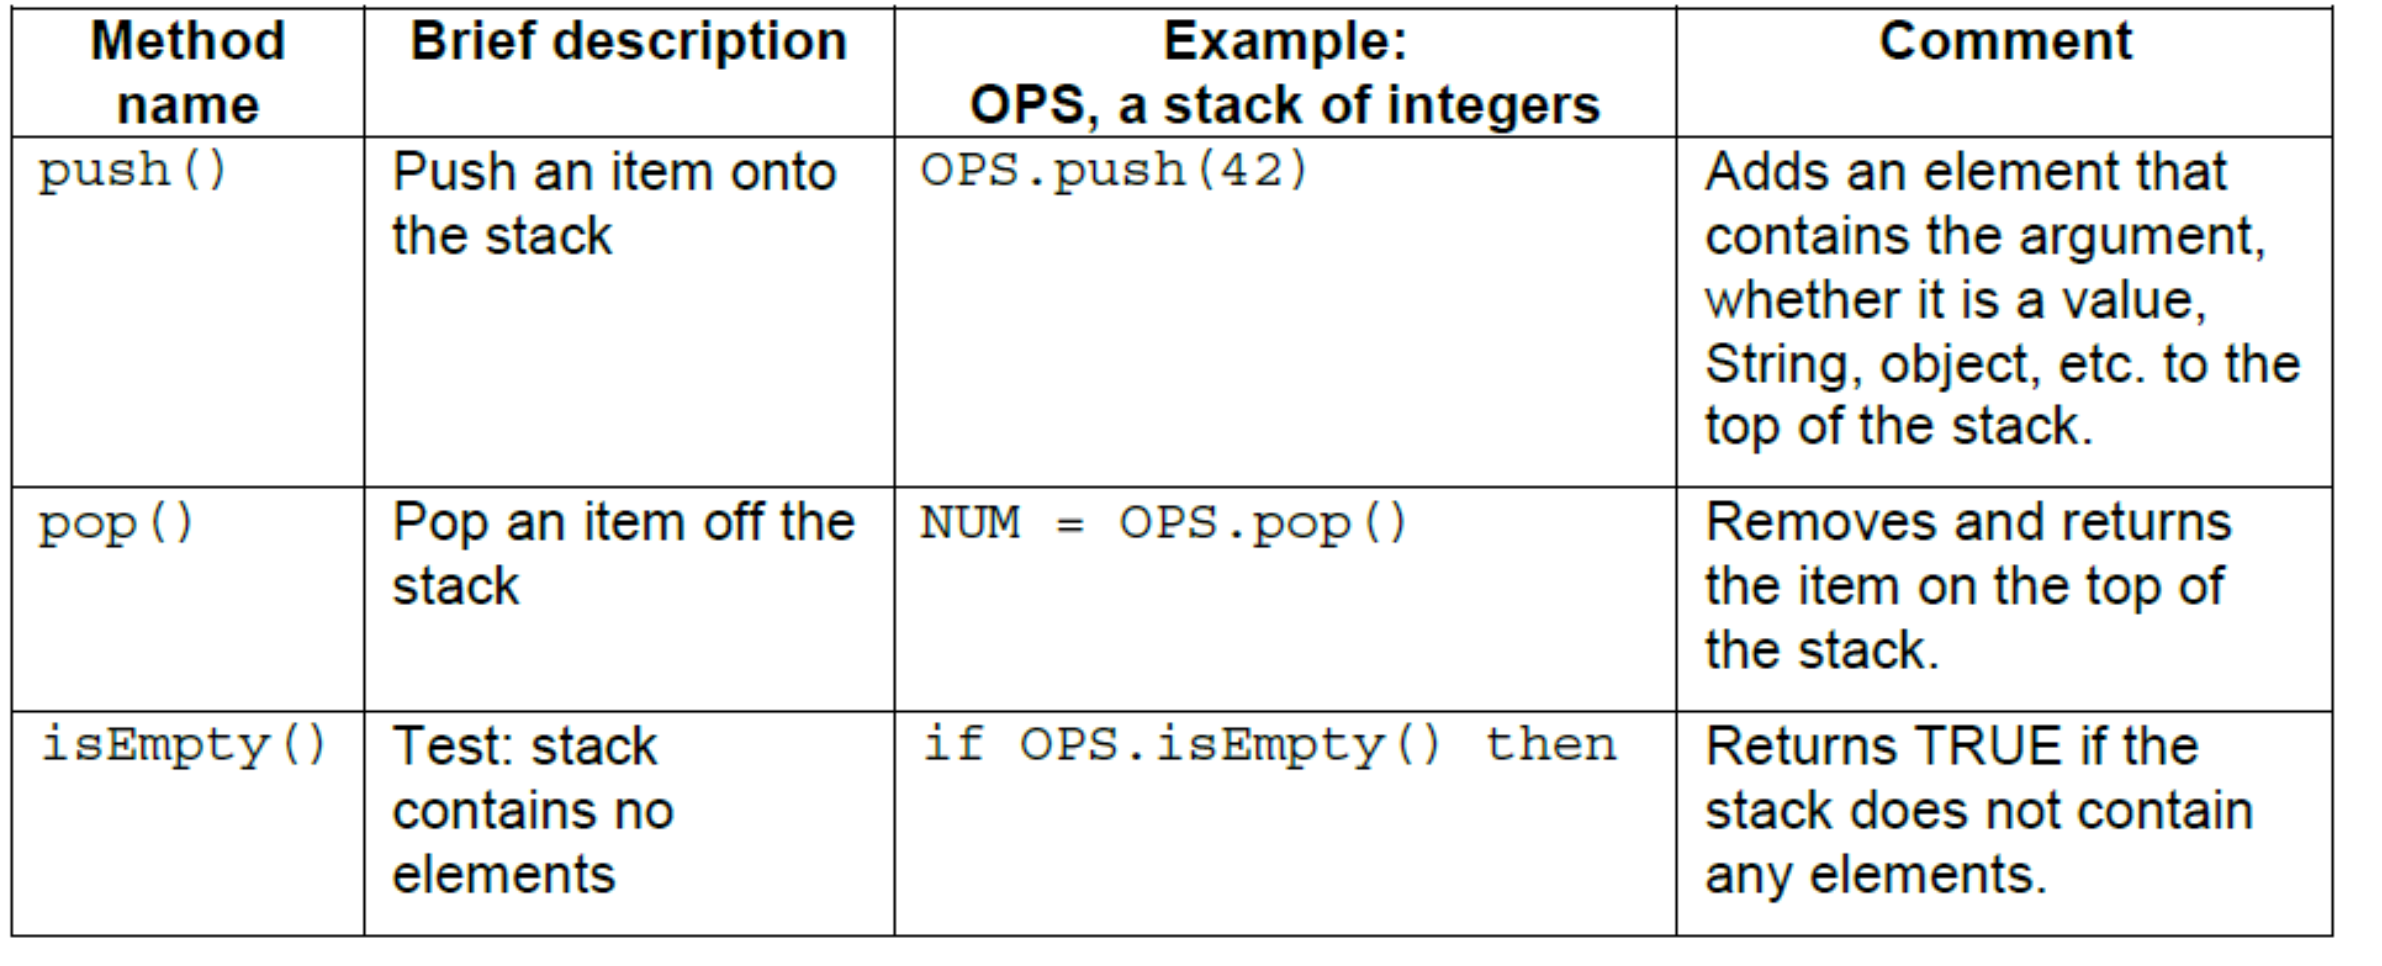 Method name
Brief description
Example:
OPS, a stack of integers
Comment
push()
Push an item onto
the stack
OPS.push(42)
Adds an element that
contains the argument,
whether it is a value,
String, object, etc. to the
top of the stack.
pop()
Pop an item off the
stack
NUM = OPS.pop()
Removes and returns
the item on the top of
the stack.
isEmpty()
Test: stack
contains no
elements
if OPS.isEmpty() then
Returns TRUE if the
stack does not contain
any elements.